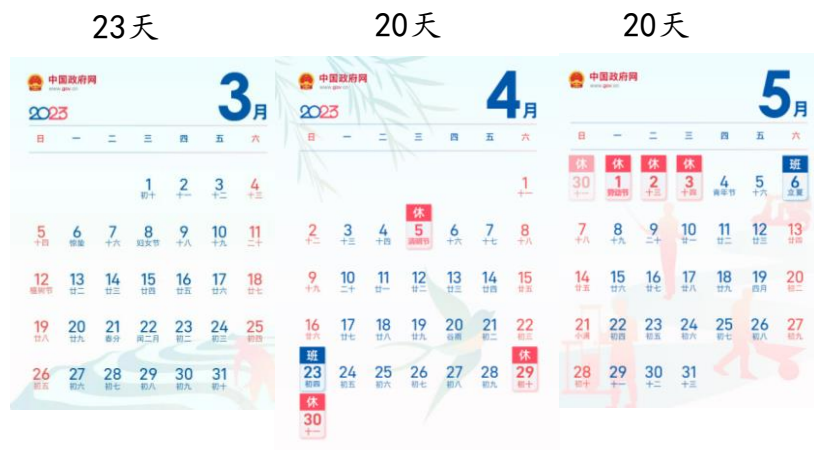 23天
20天
20天
中国政府网
www.gov.cn
2023
3月
日 一 二 三 四 五 六
1 2 3 4
初十 十一 十二 十三
5 6 7 8 9 10 11
十四 惊蛰 十六 妇女节 十八 十九 二十
12 13 14 15 16 17 18
植树节 廿二 廿三 廿四 廿五 廿六 廿七
19 20 21 22 23 24 25
廿八 廿九 春分 闰二月 初二 初三 初四
26 27 28 29 30 31
初五 初六 初七 初八 初九 初十
中国政府网
www.gov.cn
2023
4月
日 一 二 三 四 五 六
1
十一
休
2 3 4 5 6 7 8
十二 十三 十四 清明节 十六 十七 十八
9 10 11 12 13 14 15
十九 二十 廿一 廿二 廿三 廿四 廿五
16 17 18 19 20 21 22
廿六 廿七 廿八 廿九 谷雨 初二 初三
班 休
23 24 25 26 27 28 29
初四 初五 初六 初七 初八 初九 初十
休
30
十一
中国政府网
www.gov.cn
5月
日 一 二 三 四 五 六
休 休 休 休 班
30 1 2 3 4 5 6
十一 劳动节 十三 十四 青年节 十六 立夏
7 8 9 10 11 12 13
十八 十九 二十 廿一 廿二 廿三 廿四
14 15 16 17 18 19 20
廿五 廿六 廿七 廿八 廿九 四月 初二
21 22 23 24 25 26 27
小满 初四 初五 初六 初七 初八 初九
28 29 30 31
初十 十一 十二 十三